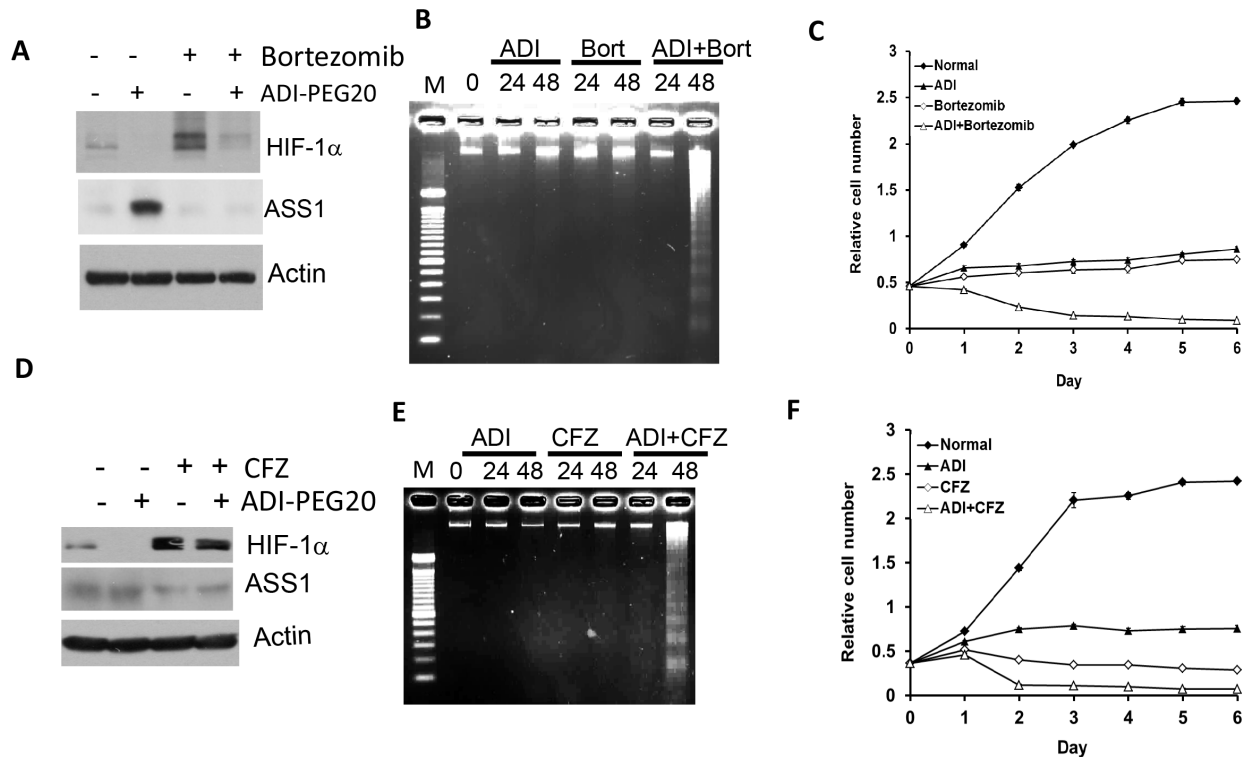 A
- - + + Bortezomib
- + - + ADI-PEG20
HIF-1α
ASS1
Actin
B
ADI Bort ADI+Bort
M 0 24 48 24 48 24 48
C
Relative cell number
3
2.5
2
1.5
1
0.5
0
Normal
ADI
Bortezomib
ADI+Bortezomib
0 1 2 3 4 5 6
Day
D
- - + + CFZ
- + - + ADI-PEG20
HIF-1α
ASS1
Actin
E
ADI CFZ ADI+CFZ
M 0 24 48 24 48 24 48
F
Relative cell number
3
2.5
2
1.5
1
0.5
0
Normal
ADI
CFZ
ADI+CFZ
0 1 2 3 4 5 6
Day